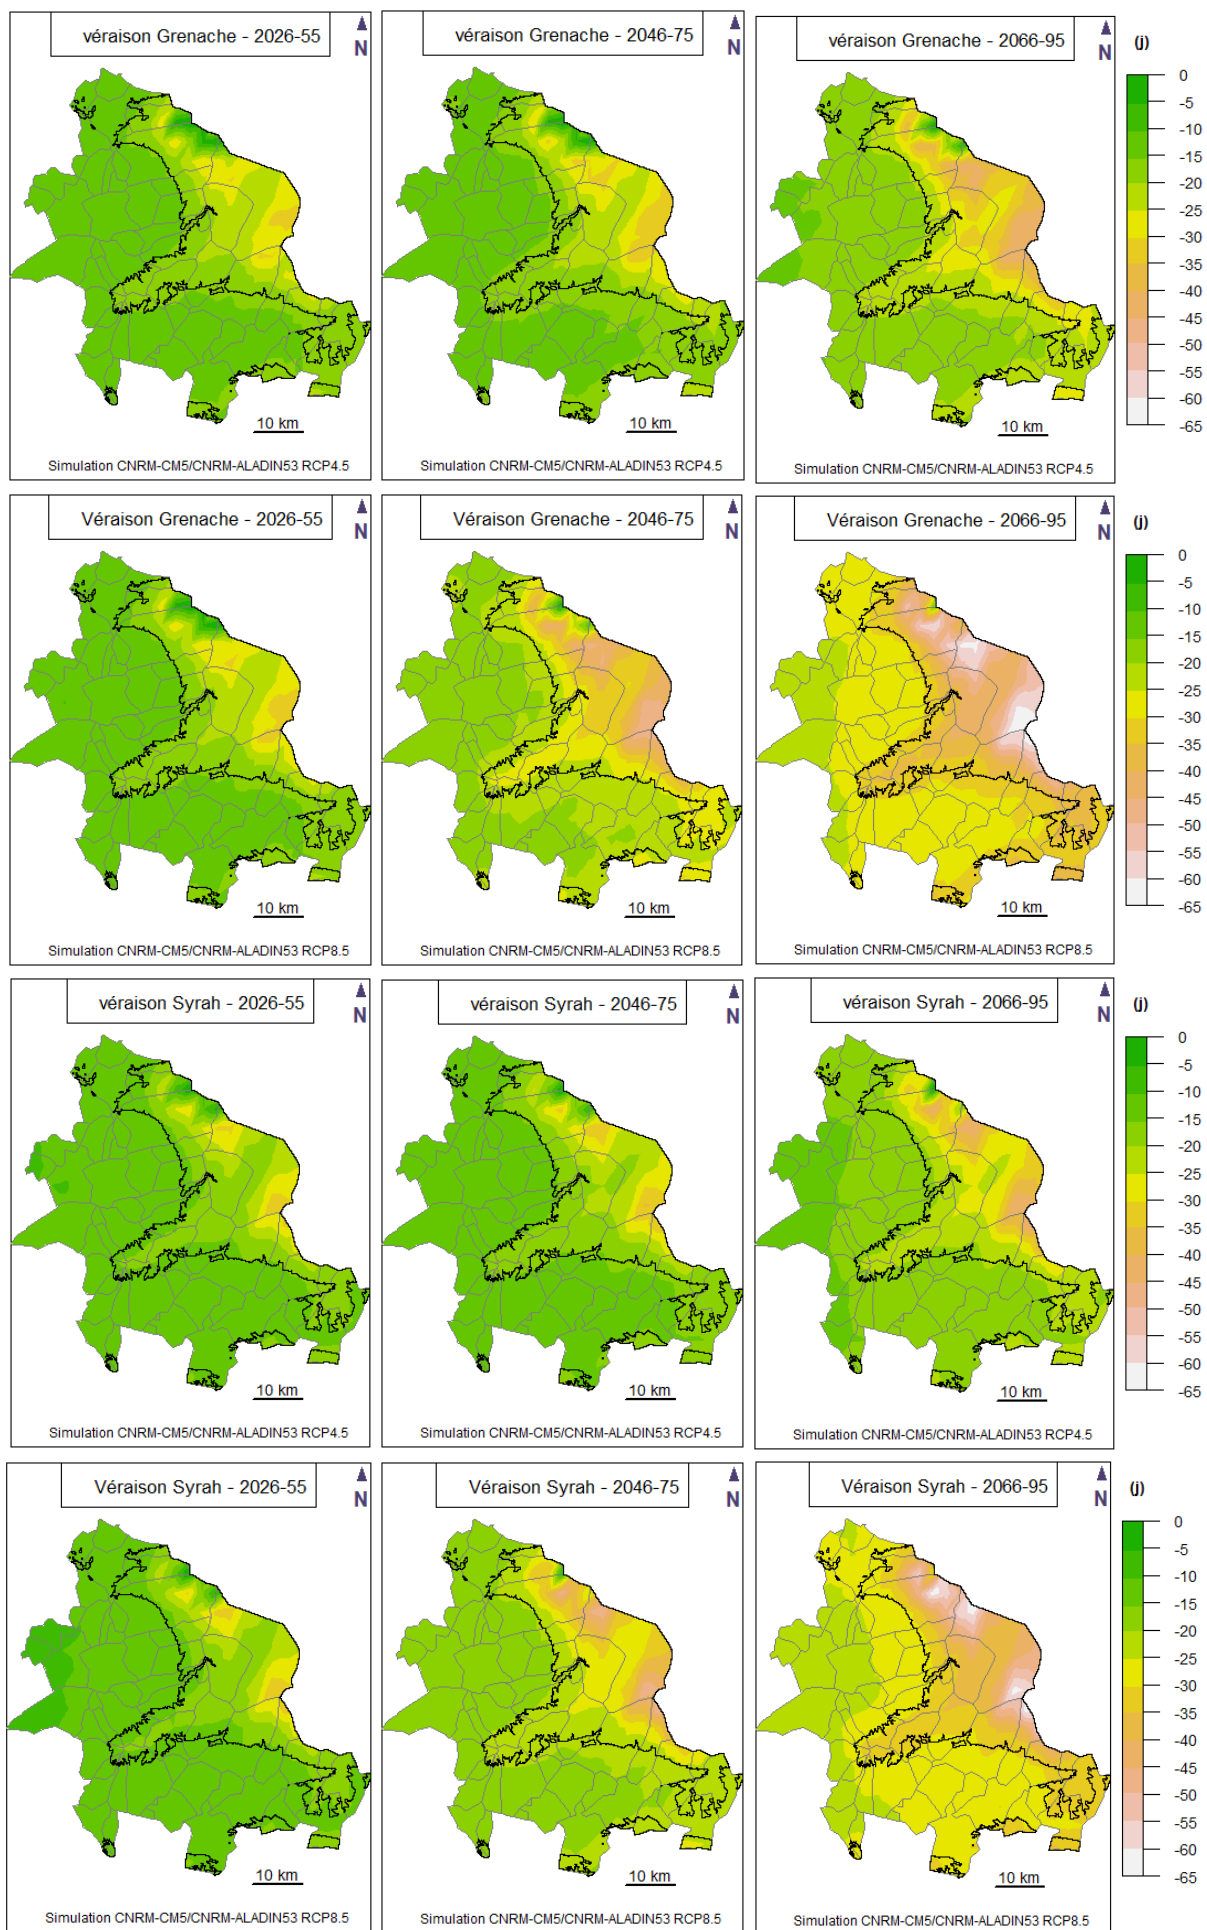 véraison Grenache - 2026-55
N
10 km
Simulation CNRM-CM5/CNRM-ALADIN53 RCP4.5
véraison Grenache - 2046-75
N
10 km
Simulation CNRM-CM5/CNRM-ALADIN53 RCP4.5
véraison Grenache - 2066-95
N
10 km
Simulation CNRM-CM5/CNRM-ALADIN53 RCP4.5
(j)
0
-5
-10
-15
-20
-25
-30
-35
-40
-45
-50
-55
-60
-65
Véraison Grenache - 2026-55
N
10 km
Simulation CNRM-CM5/CNRM-ALADIN53 RCP8.5
Véraison Grenache - 2046-75
N
10 km
Simulation CNRM-CM5/CNRM-ALADIN53 RCP8.5
Véraison Grenache - 2066-95
N
10 km
Simulation CNRM-CM5/CNRM-ALADIN53 RCP8.5
(j)
0
-5
-10
-15
-20
-25
-30
-35
-40
-45
-50
-55
-60
-65
véraison Syrah - 2026-55
N
10 km
Simulation CNRM-CM5/CNRM-ALADIN53 RCP4.5
véraison Syrah - 2046-75
N
10 km
Simulation CNRM-CM5/CNRM-ALADIN53 RCP4.5
véraison Syrah - 2066-95
N
10 km
Simulation CNRM-CM5/CNRM-ALADIN53 RCP4.5
(j)
0
-5
-10
-15
-20
-25
-30
-35
-40
-45
-50
-55
-60
-65
Véraison Syrah - 2026-55
N
10 km
Simulation CNRM-CM5/CNRM-ALADIN53 RCP8.5
Véraison Syrah - 2046-75
N
10 km
Simulation CNRM-CM5/CNRM-ALADIN53 RCP8.5
Véraison Syrah - 2066-95
N
10 km
Simulation CNRM-CM5/CNRM-ALADIN53 RCP8.5
(j)
0
-5
-10
-15
-20
-25
-30
-35
-40
-45
-50
-55
-60
-65